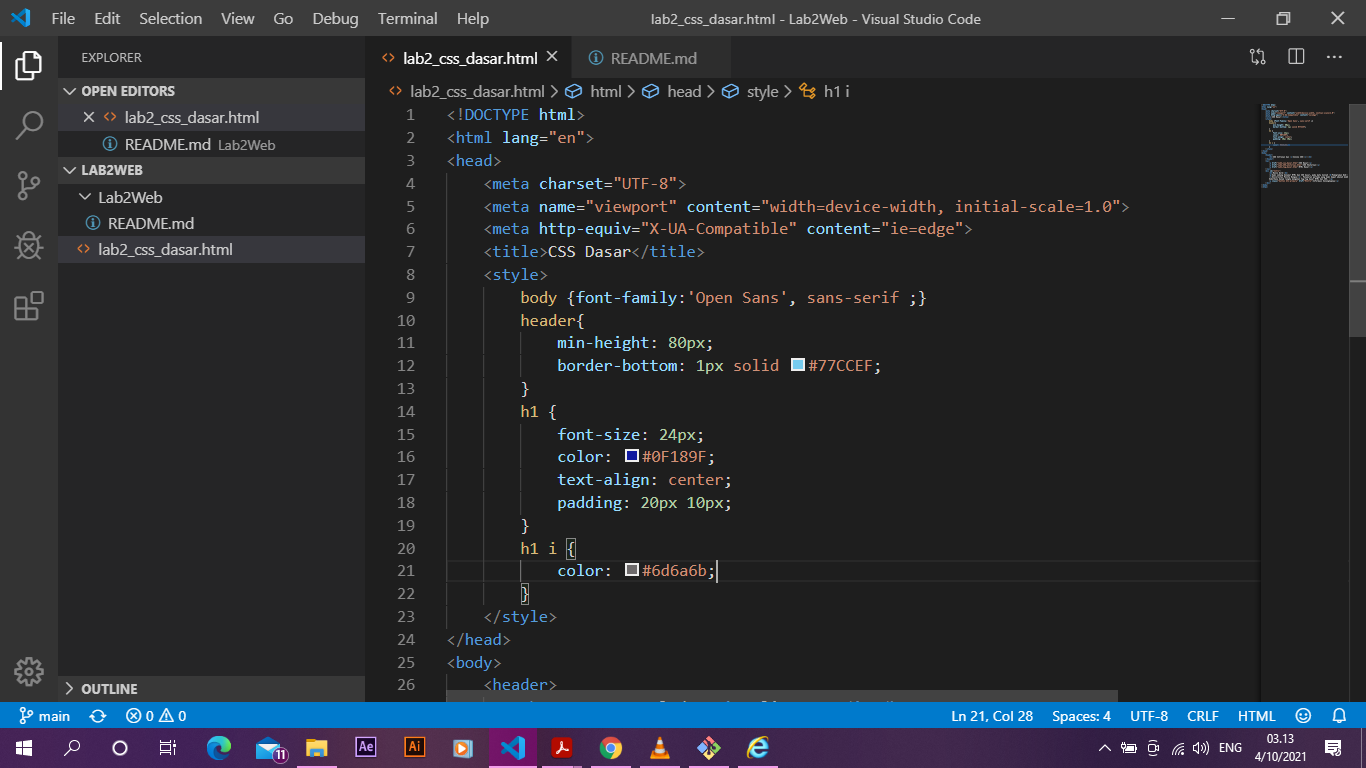 File Edit Selection View Go Debug Terminal Help lab2_css_dasar.html - Lab2Web - Visual Studio Code
EXPLORER
OPEN EDITORS
lab2_css_dasar.html
README.md Lab2Web
LAB2WEB
Lab2Web
README.md
lab2_css_dasar.html
OUTLINE
lab2_css_dasar.html README.md
lab2_css_dasar.html > html > head > style > h1 i
1 <!DOCTYPE html>
2 <html lang="en">
3 <head>
4 <meta charset="UTF-8">
5 <meta name="viewport" content="width=device-width, initial-scale=1.0">
6 <meta http-equiv="X-UA-Compatible" content="ie=edge">
7 <title>CSS Dasar</title>
8 <style>
9 body {font-family:'Open Sans', sans-serif ;}
10 header{
11 min-height: 80px;
12 border-bottom: 1px solid #77CCEF;
13 }
14 h1 {
15 font-size: 24px;
16 color: #0F189F;
17 text-align: center;
18 padding: 20px 10px;
19 }
20 h1 i {
21 color: #6d6a6b;
22 }
23 </style>
24 </head>
25 <body>
26 <header>
main 0 0 Ln 21, Col 28 Spaces: 4 UTF-8 CRLF HTML
11 Ae Ai ENG 03.13
4/10/2021